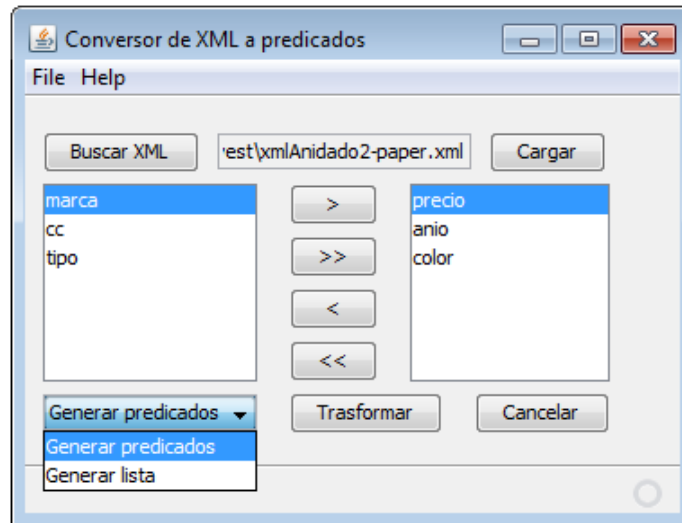 Conversor de XML a predicados
File Help
Buscar XML
est\xmlAnidado2-paper.xml
Cargar
marca
cc
tipo
>
>>
<
<<
precio
anio
color
Generar predicados
Trasformar
Cancelar
Generar predicados
Generar lista